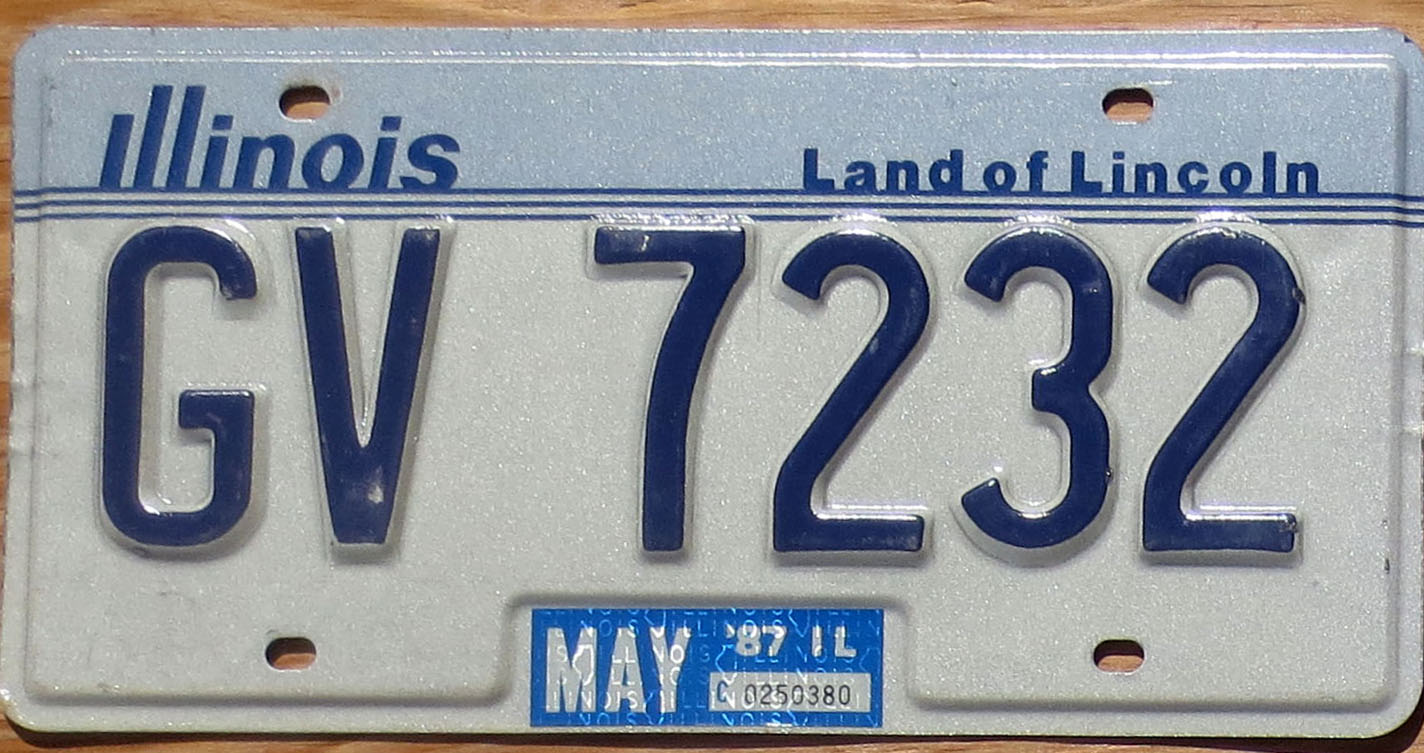 Illinois Land of Lincoln
GV 7232
MAY '87 IL
C 0250380